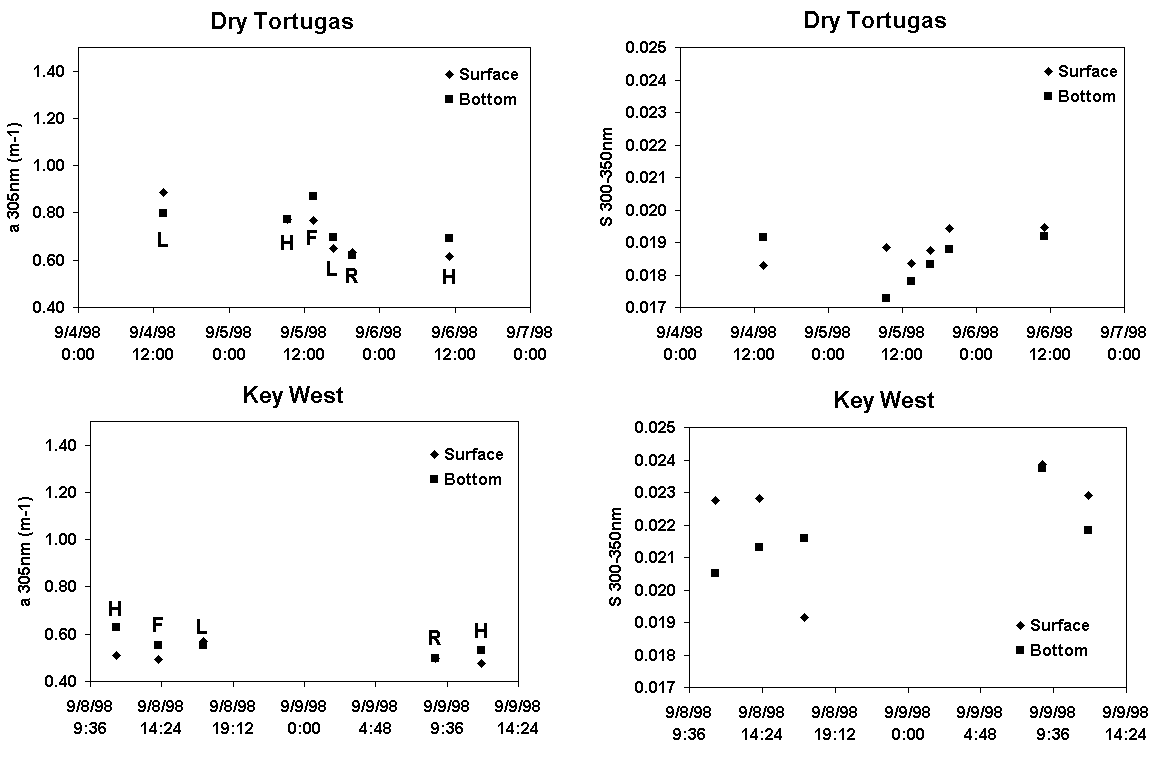 Dry Tortugas
1.40
1.20
1.00
0.80
0.60
0.40
a 305nm (m-1)
Surface
Bottom
L
H
F
L
R
H
9/4/98 9/4/98 9/5/98 9/5/98 9/6/98 9/6/98 9/7/98
0:00 12:00 0:00 12:00 0:00 12:00 0:00
Dry Tortugas
0.025
0.024
0.023
0.022
0.021
0.020
0.019
0.018
0.017
S 300-350nm
Surface
Bottom
9/4/98 9/4/98 9/5/98 9/5/98 9/6/98 9/6/98 9/7/98
0:00 12:00 0:00 12:00 0:00 12:00 0:00
Key West
1.40
1.20
1.00
0.80
0.60
0.40
a 305nm (m-1)
Surface
Bottom
H
F
L
R
H
9/8/98 9/8/98 9/8/98 9/9/98 9/9/98 9/9/98 9/9/98
9:36 14:24 19:12 0:00 4:48 9:36 14:24
Key West
0.025
0.024
0.023
0.022
0.021
0.020
0.019
0.018
0.017
S 300-350nm
Surface
Bottom
9/8/98 9/8/98 9/8/98 9/9/98 9/9/98 9/9/98 9/9/98
9:36 14:24 19:12 0:00 4:48 9:36 14:24